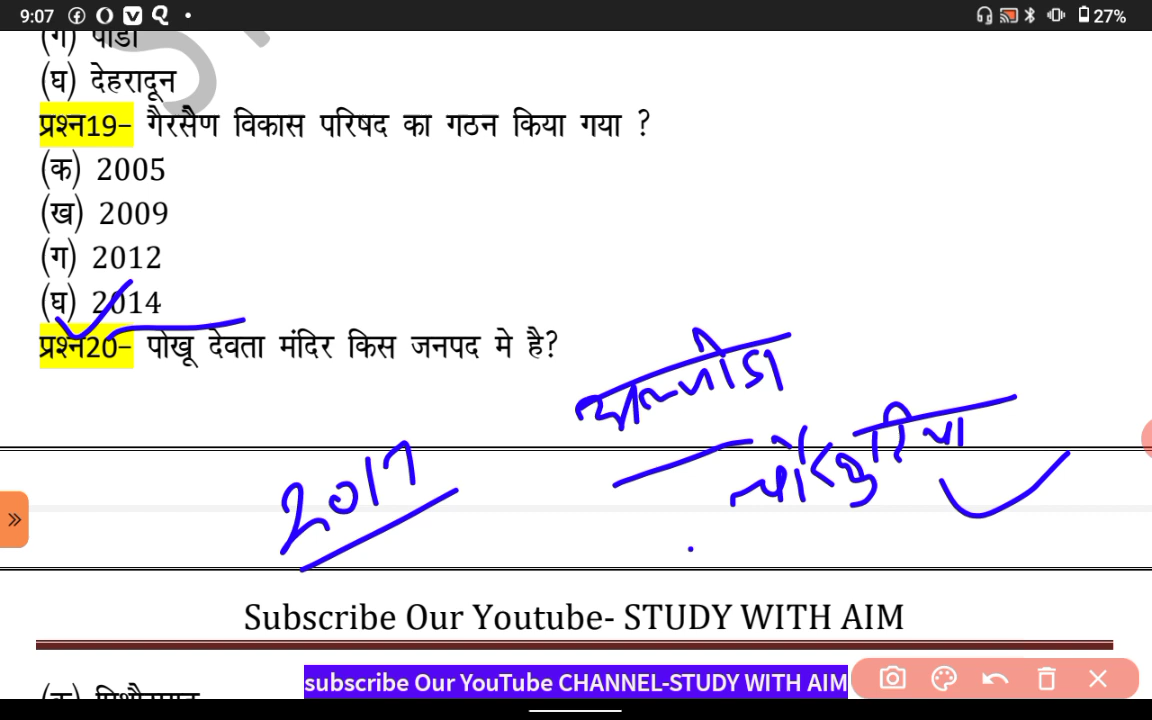 9:07
27%
(ग) पौडी
(घ) देहरादून
प्रश्न19- गैरसैण विकास परिषद का गठन किया गया ?
(क) 2005
(ख) 2009
(ग) 2012
(घ) 2014
प्रश्न20- पोखू देवता मंदिर किस जनपद मे है?
2017
Subscribe Our Youtube- STUDY WITH AIM
subscribe Our YouTube CHANNEL-STUDY WITH AIM